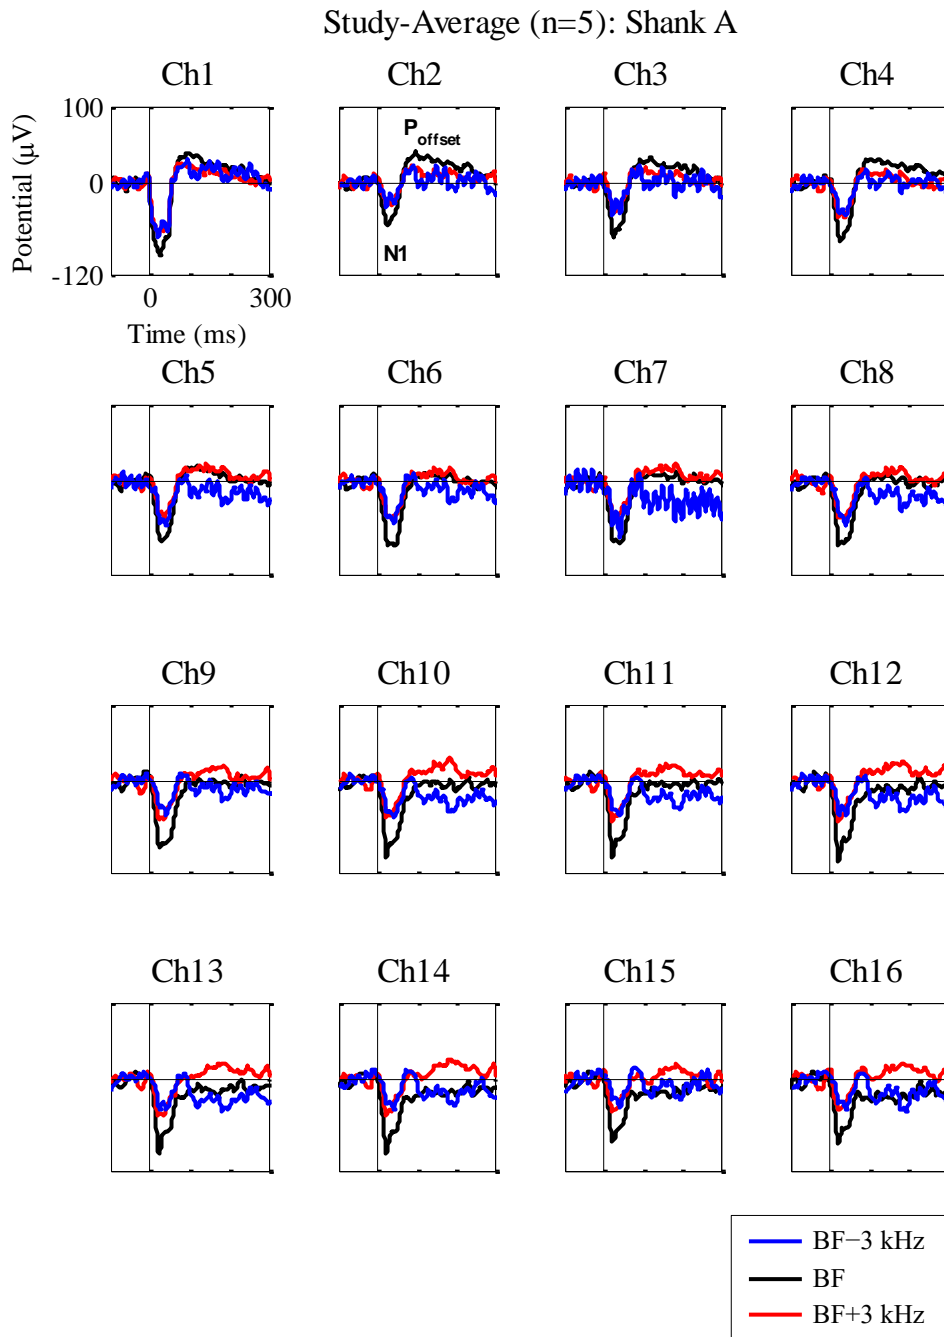 Study-Average (n=5): Shank A
Ch1 Ch2 Ch3 Ch4
100
0
-120
Potential (µV)
P offset
N1
0 300
Time (ms)
Ch5 Ch6 Ch7 Ch8
Ch9 Ch10 Ch11 Ch12
Ch13 Ch14 Ch15 Ch16
BF−3 kHz
BF
BF+3 kHz